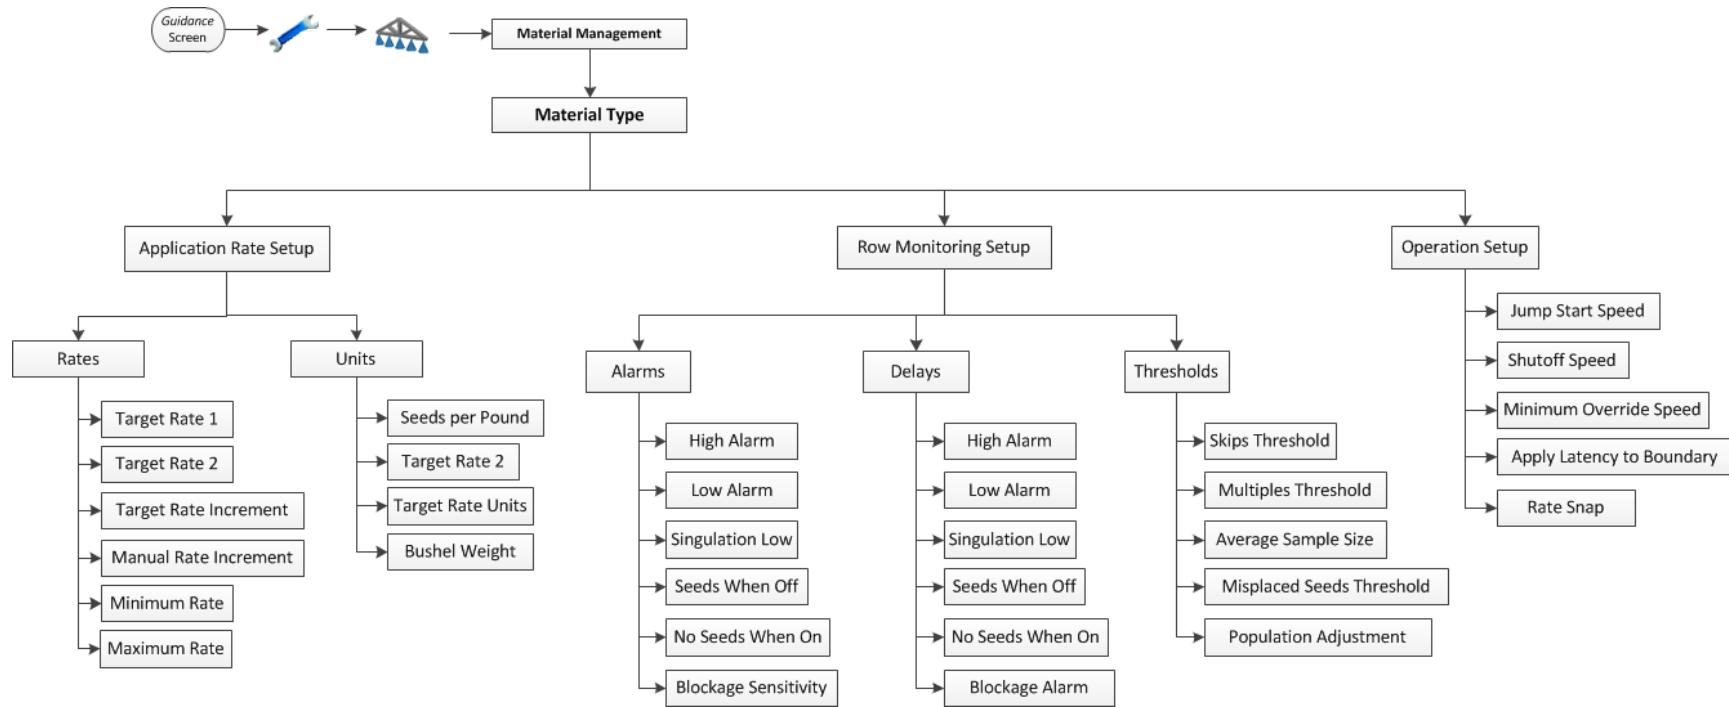 Guidance
Screen
Material Management
Material Type
Application Rate Setup
Row Monitoring Setup
Operation Setup
Rates
Target Rate 1
Target Rate 2
Target Rate Increment
Manual Rate Increment
Minimum Rate
Maximum Rate
Units
Seeds per Pound
Target Rate 2
Target Rate Units
Bushel Weight
Alarms
High Alarm
Low Alarm
Singulation Low
Seeds When Off
No Seeds When On
Blockage Sensitivity
Delays
High Alarm
Low Alarm
Singulation Low
Seeds When Off
No Seeds When On
Blockage Alarm
Thresholds
Skips Threshold
Multiples Threshold
Average Sample Size
Misplaced Seeds Threshold
Population Adjustment
Jump Start Speed
Shutoff Speed
Minimum Override Speed
Apply Latency to Boundary
Rate Snap